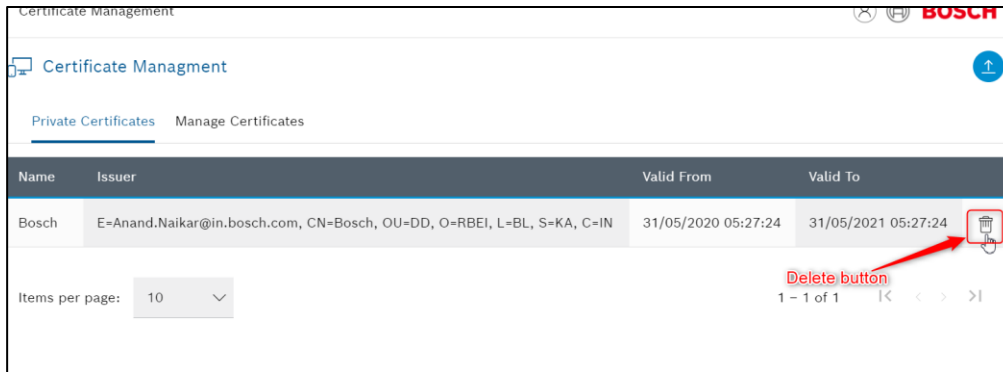 Certificate Management
BOSCH
Certificate Managment
Private Certificates Manage Certificates
Name Issuer Valid From Valid To
Bosch E=Anand.Naikar@in.bosch.com, CN=Bosch, OU=DD, O=RBEI, L=BL, S=KA, C=IN 31/05/2020 05:27:24 31/05/2021 05:27:24
Delete button
Items per page: 10 1 – 1 of 1